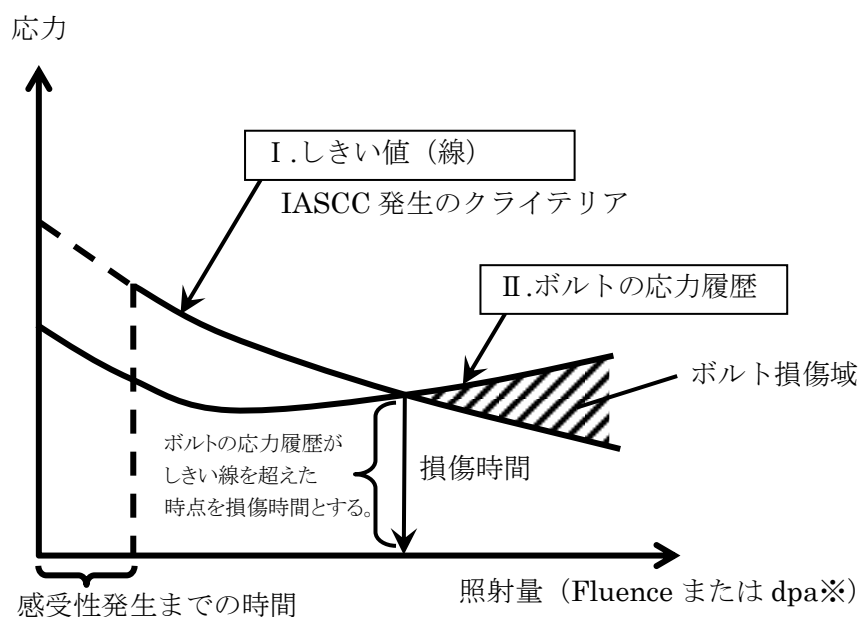 応力
Ⅰ.しきい値（線）
IASCC 発生のクライテリア
Ⅱ.ボルトの応力履歴
ボルト損傷域
ボルトの応力履歴が
しきい線を超えた
時点を損傷時間とする。
損傷時間
照射量（Fluence または dpa※）
感受性発生までの時間